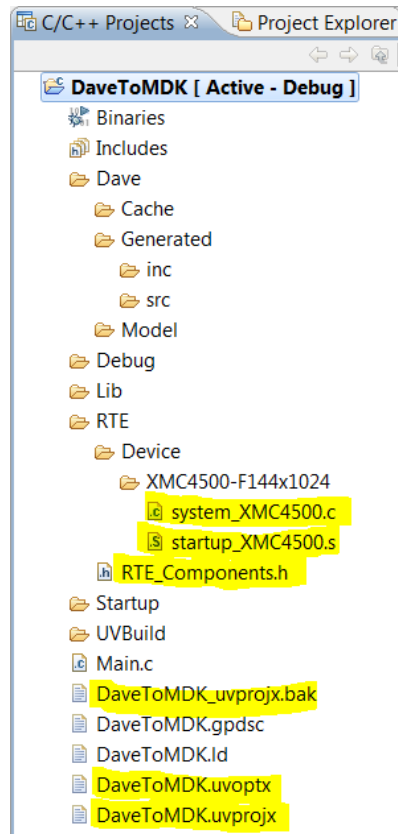 C/C++ Projects Project Explorer
DaveToMDK [ Active - Debug ]
Binaries
Includes
Dave
Cache
Generated
inc
src
Model
Debug
Lib
RTE
Device
XMC4500-F144x1024
system_XMC4500.c
startup_XMC4500.s
RTE_Components.h
Startup
UVBuild
Main.c
DaveToMDK_uvprojx.bak
DaveToMDK.gpdsc
DaveToMDK.ld
DaveToMDK.uvoptx
DaveToMDK.uvprojx